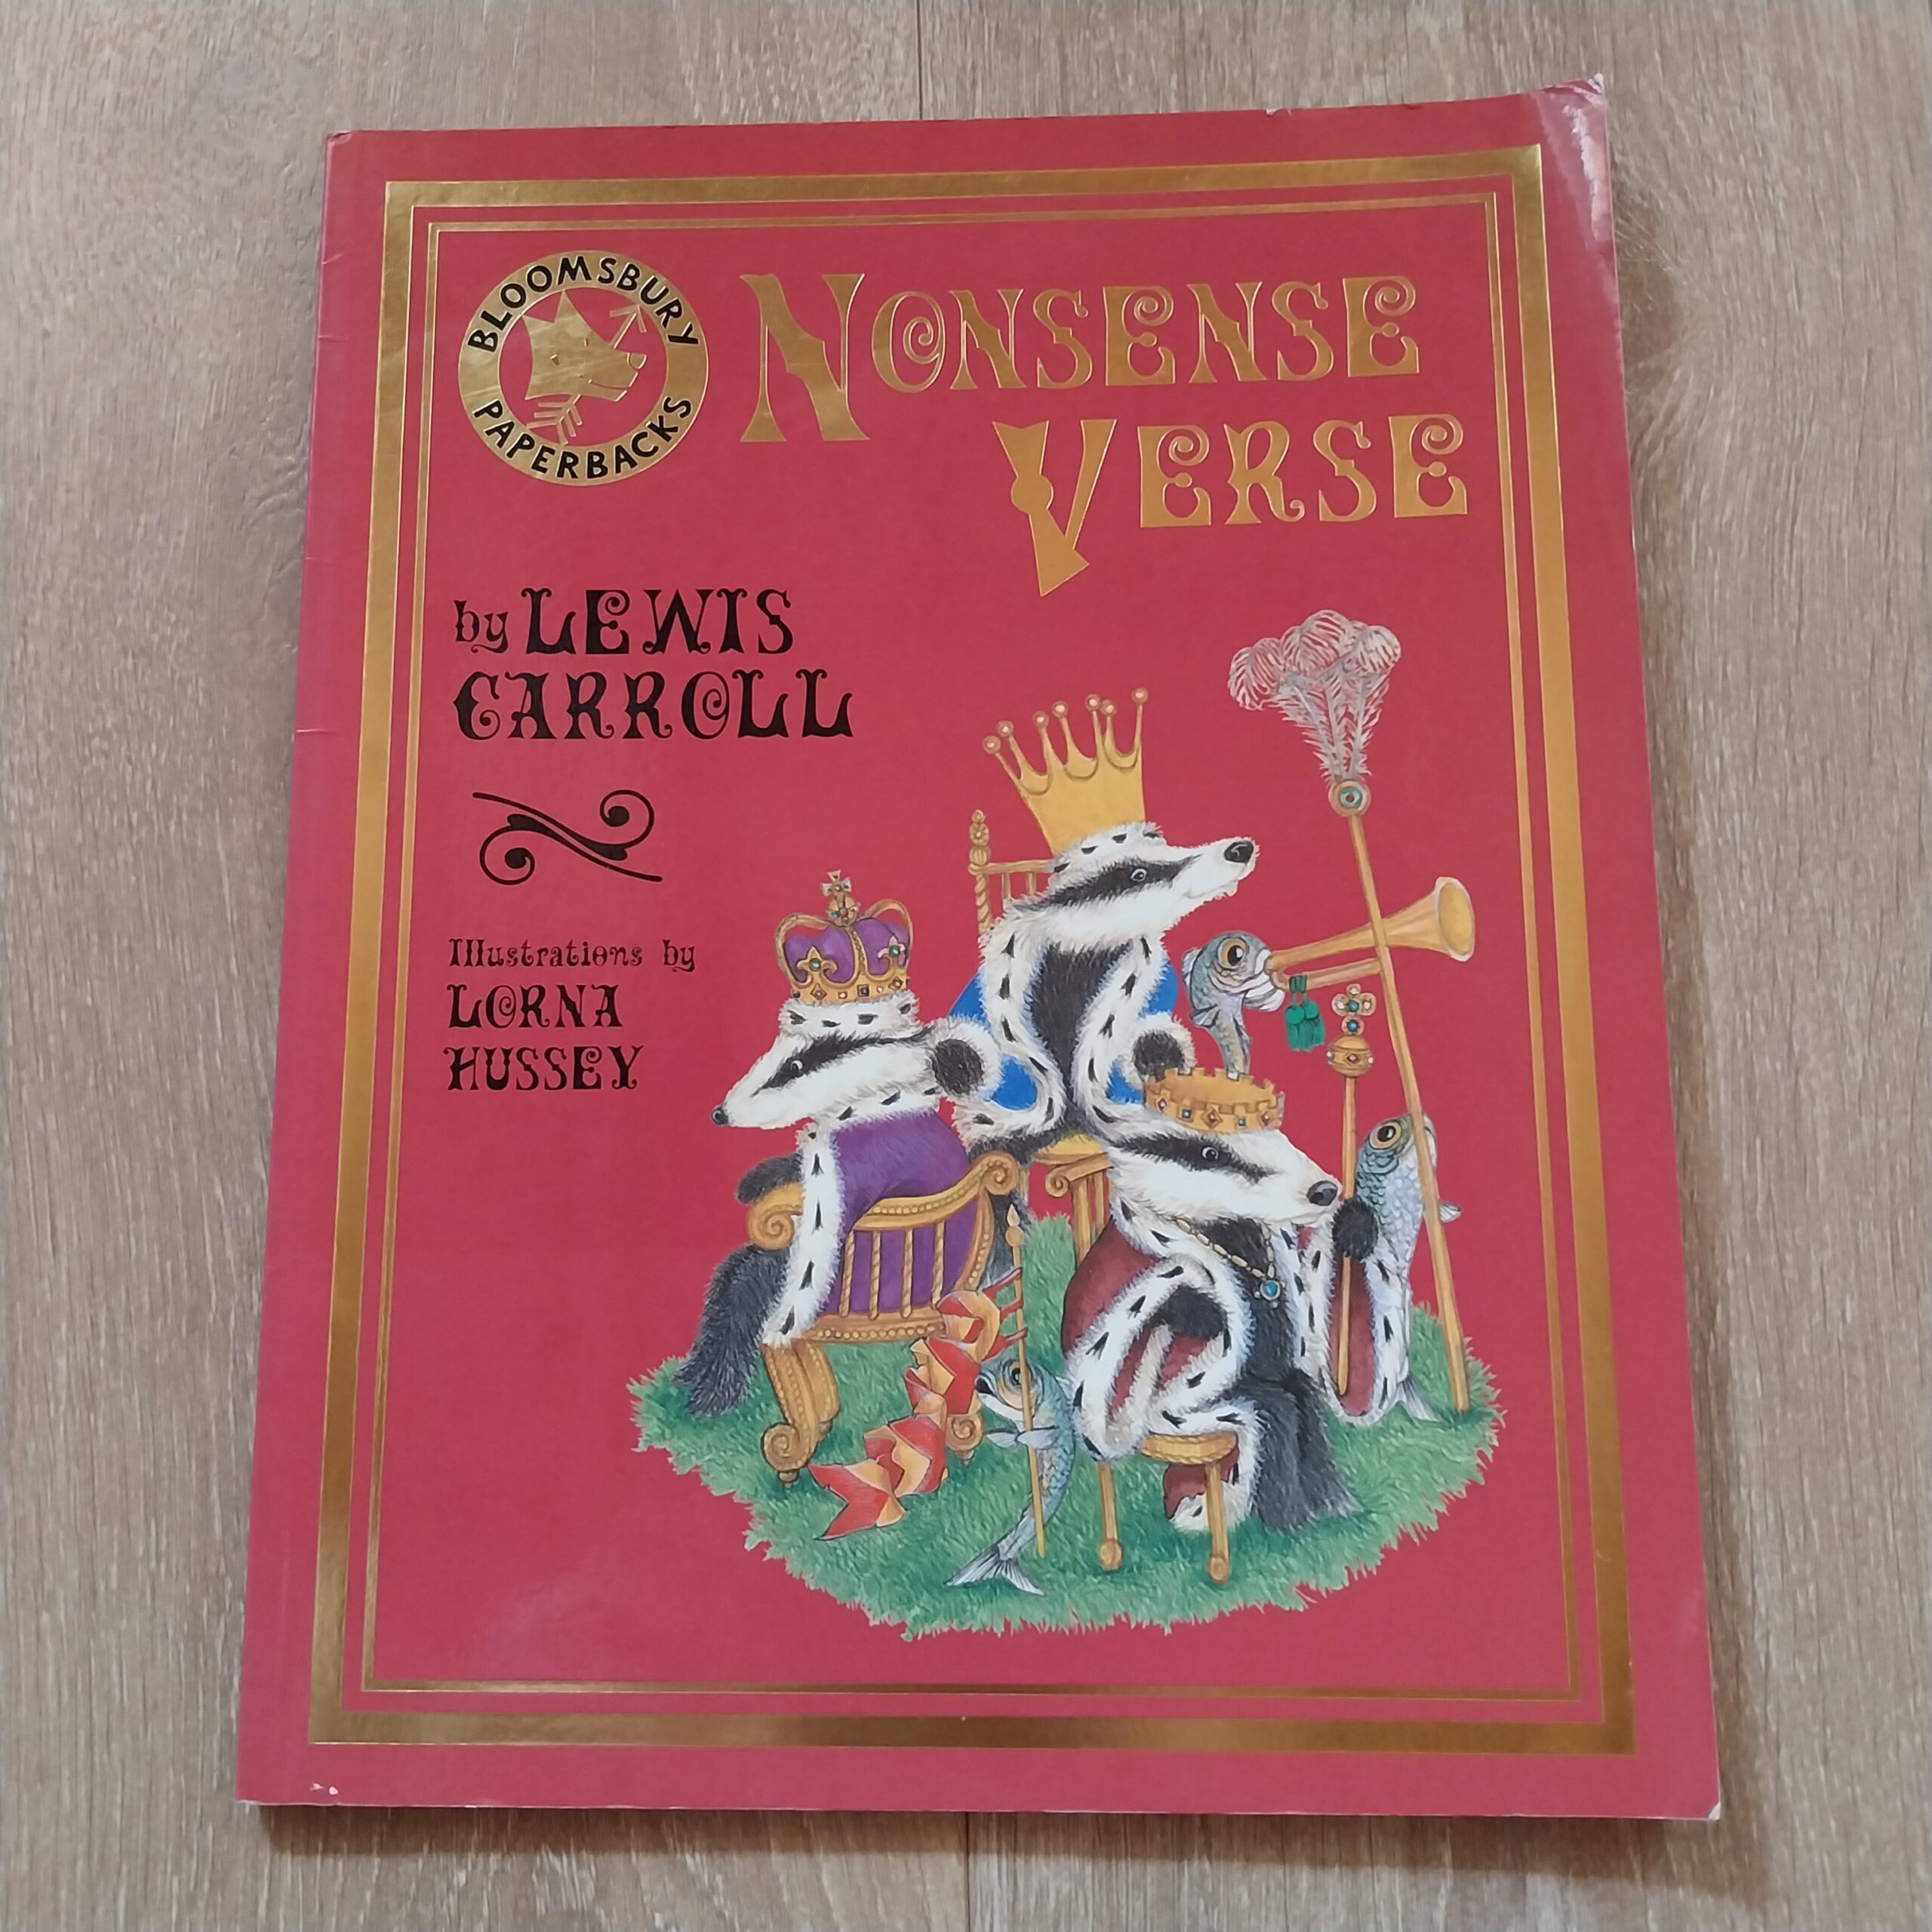 BLOOMSBURY
PAPERBACKS
NONSENSE
VERSE
by LEWIS
CARROLL
Illustrations by
LORNA
HUSSEY